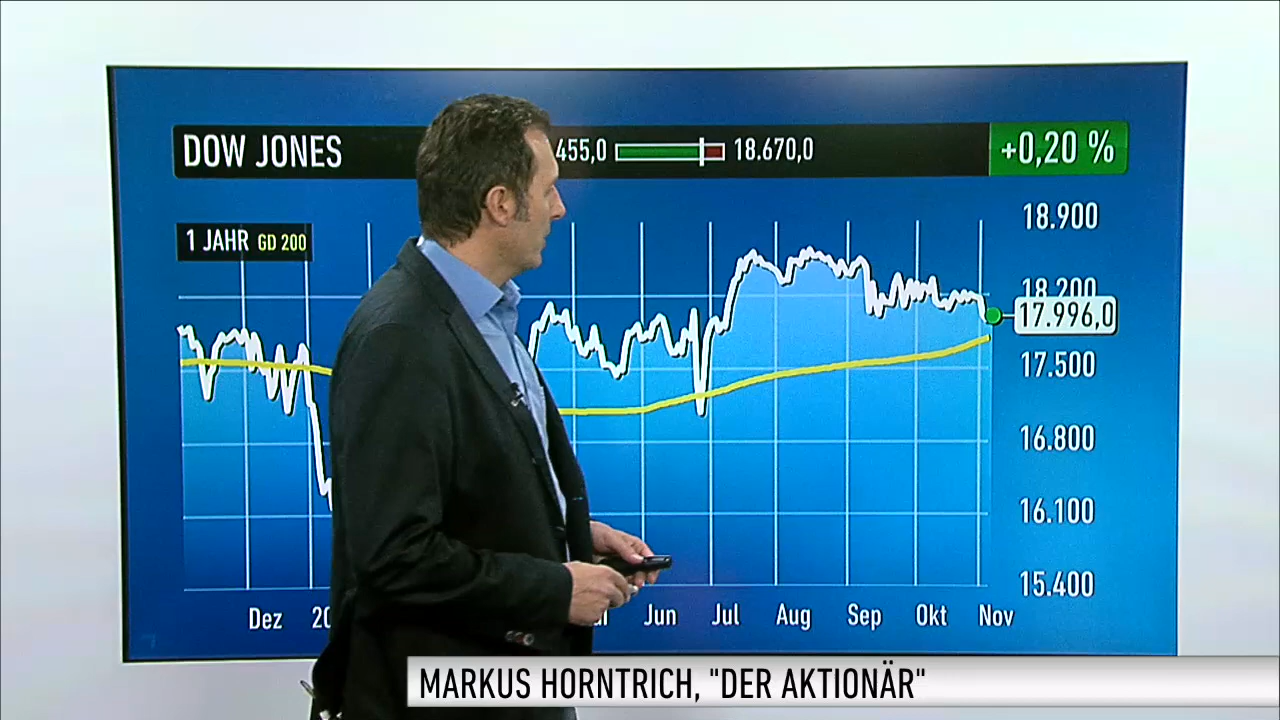 DOW JONES
455,0
18.670,0
+0,20 %
1 JAHR GD 200
18.900
18.200
17.996,0
17.500
16.800
16.100
15.400
Dez
Jun Jul Aug Sep Okt Nov
MARKUS HORNTRICH, "DER AKTIONÄR"